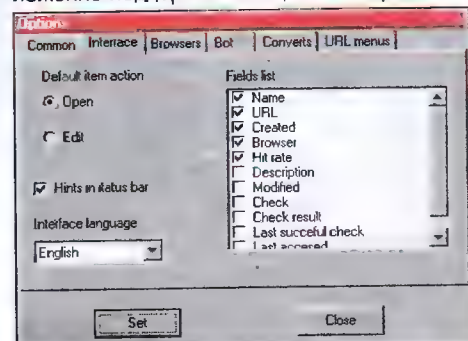 Options
Common Interface Browsers Bot Converts URL menus
Default item action
Open
Edit
Hints in status bar
Interface language
English
Fields list
Name
URL
Created
Browser
Hit rate
Description
Modified
Check
Check result
Last succeful check
Set
Close